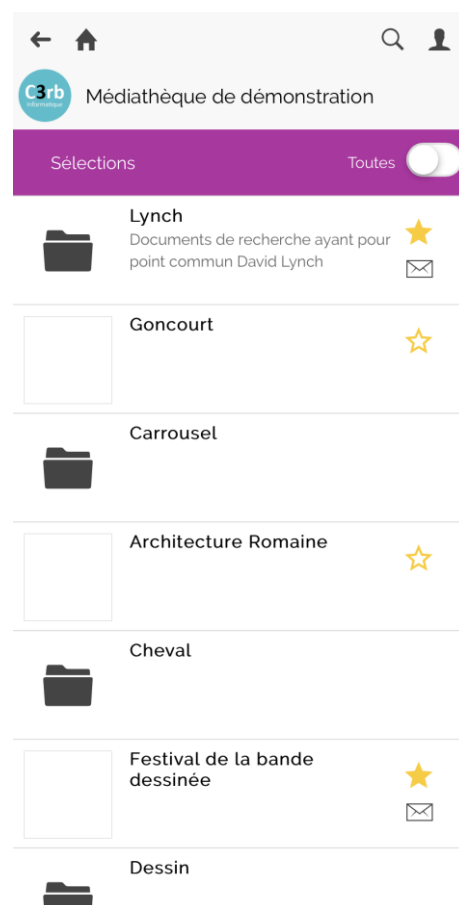 C3rb
informatique
Médiathèque de démonstration
Sélections
Toutes
Lynch
Documents de recherche ayant pour
point commun David Lynch
Goncourt
Carrousel
Architecture Romaine
Cheval
Festival de la bande
dessinée
Dessin